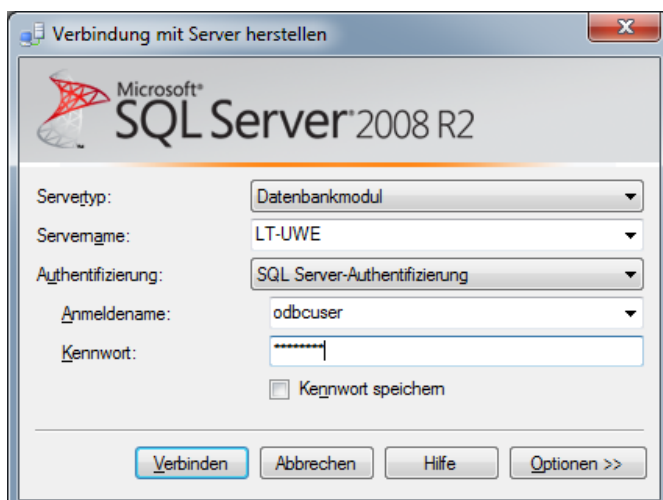 Verbindung mit Server herstellen
Microsoft®
SQL Server® 2008 R2
Servertyp: Datenbankmodul
Servername: LT-UWE
Authentifizierung: SQL Server-Authentifizierung
Anmeldename: odbcuser
Kennwort: ********
Kennwort speichern
Verbinden Abbrechen Hilfe Optionen >>